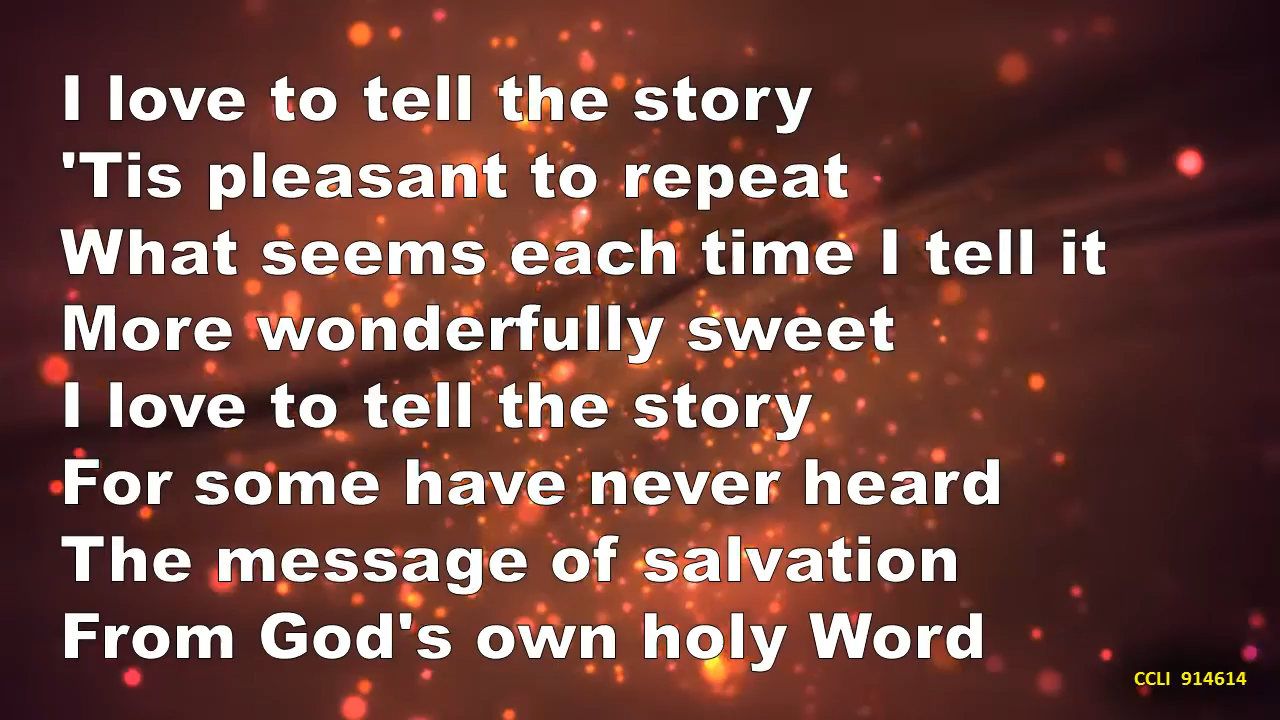 I love to tell the story
'Tis pleasant to repeat
What seems each time I tell it
More wonderfully sweet
I love to tell the story
For some have never heard
The message of salvation
From God's own holy Word
CCLI 914614